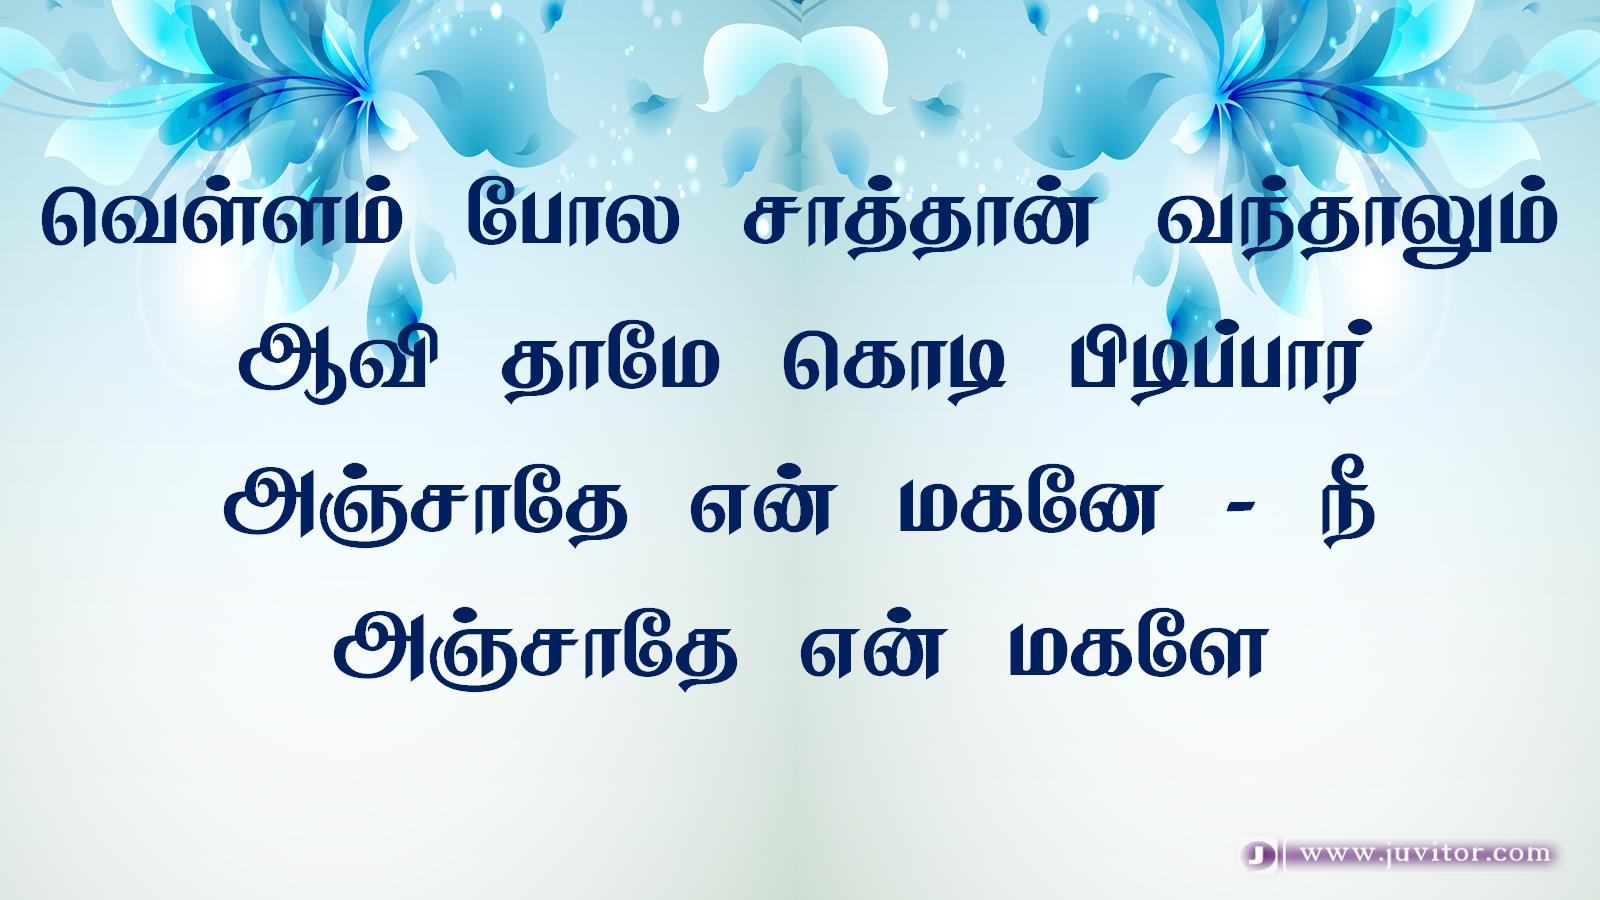 வெள்ளம் போல சாத்தான் வந்தாலும்
ஆவி தாமே கொடி பிடிப்பார்
அஞ்சாதே என் மகனே - நீ
அஞ்சாதே என் மகளே
J www.juvitor.com